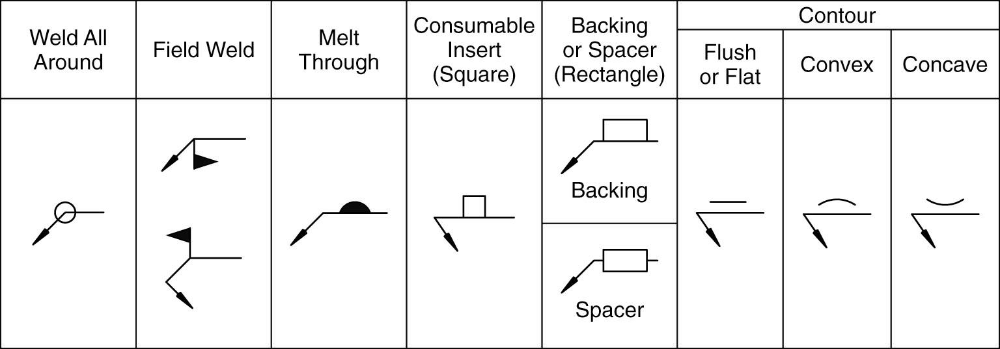 Weld All
Around
Field Weld
Melt
Through
Consumable
Insert
(Square)
Backing
or Spacer
(Rectangle)
Contour
Flush
or Flat
Convex
Concave
Backing
Spacer